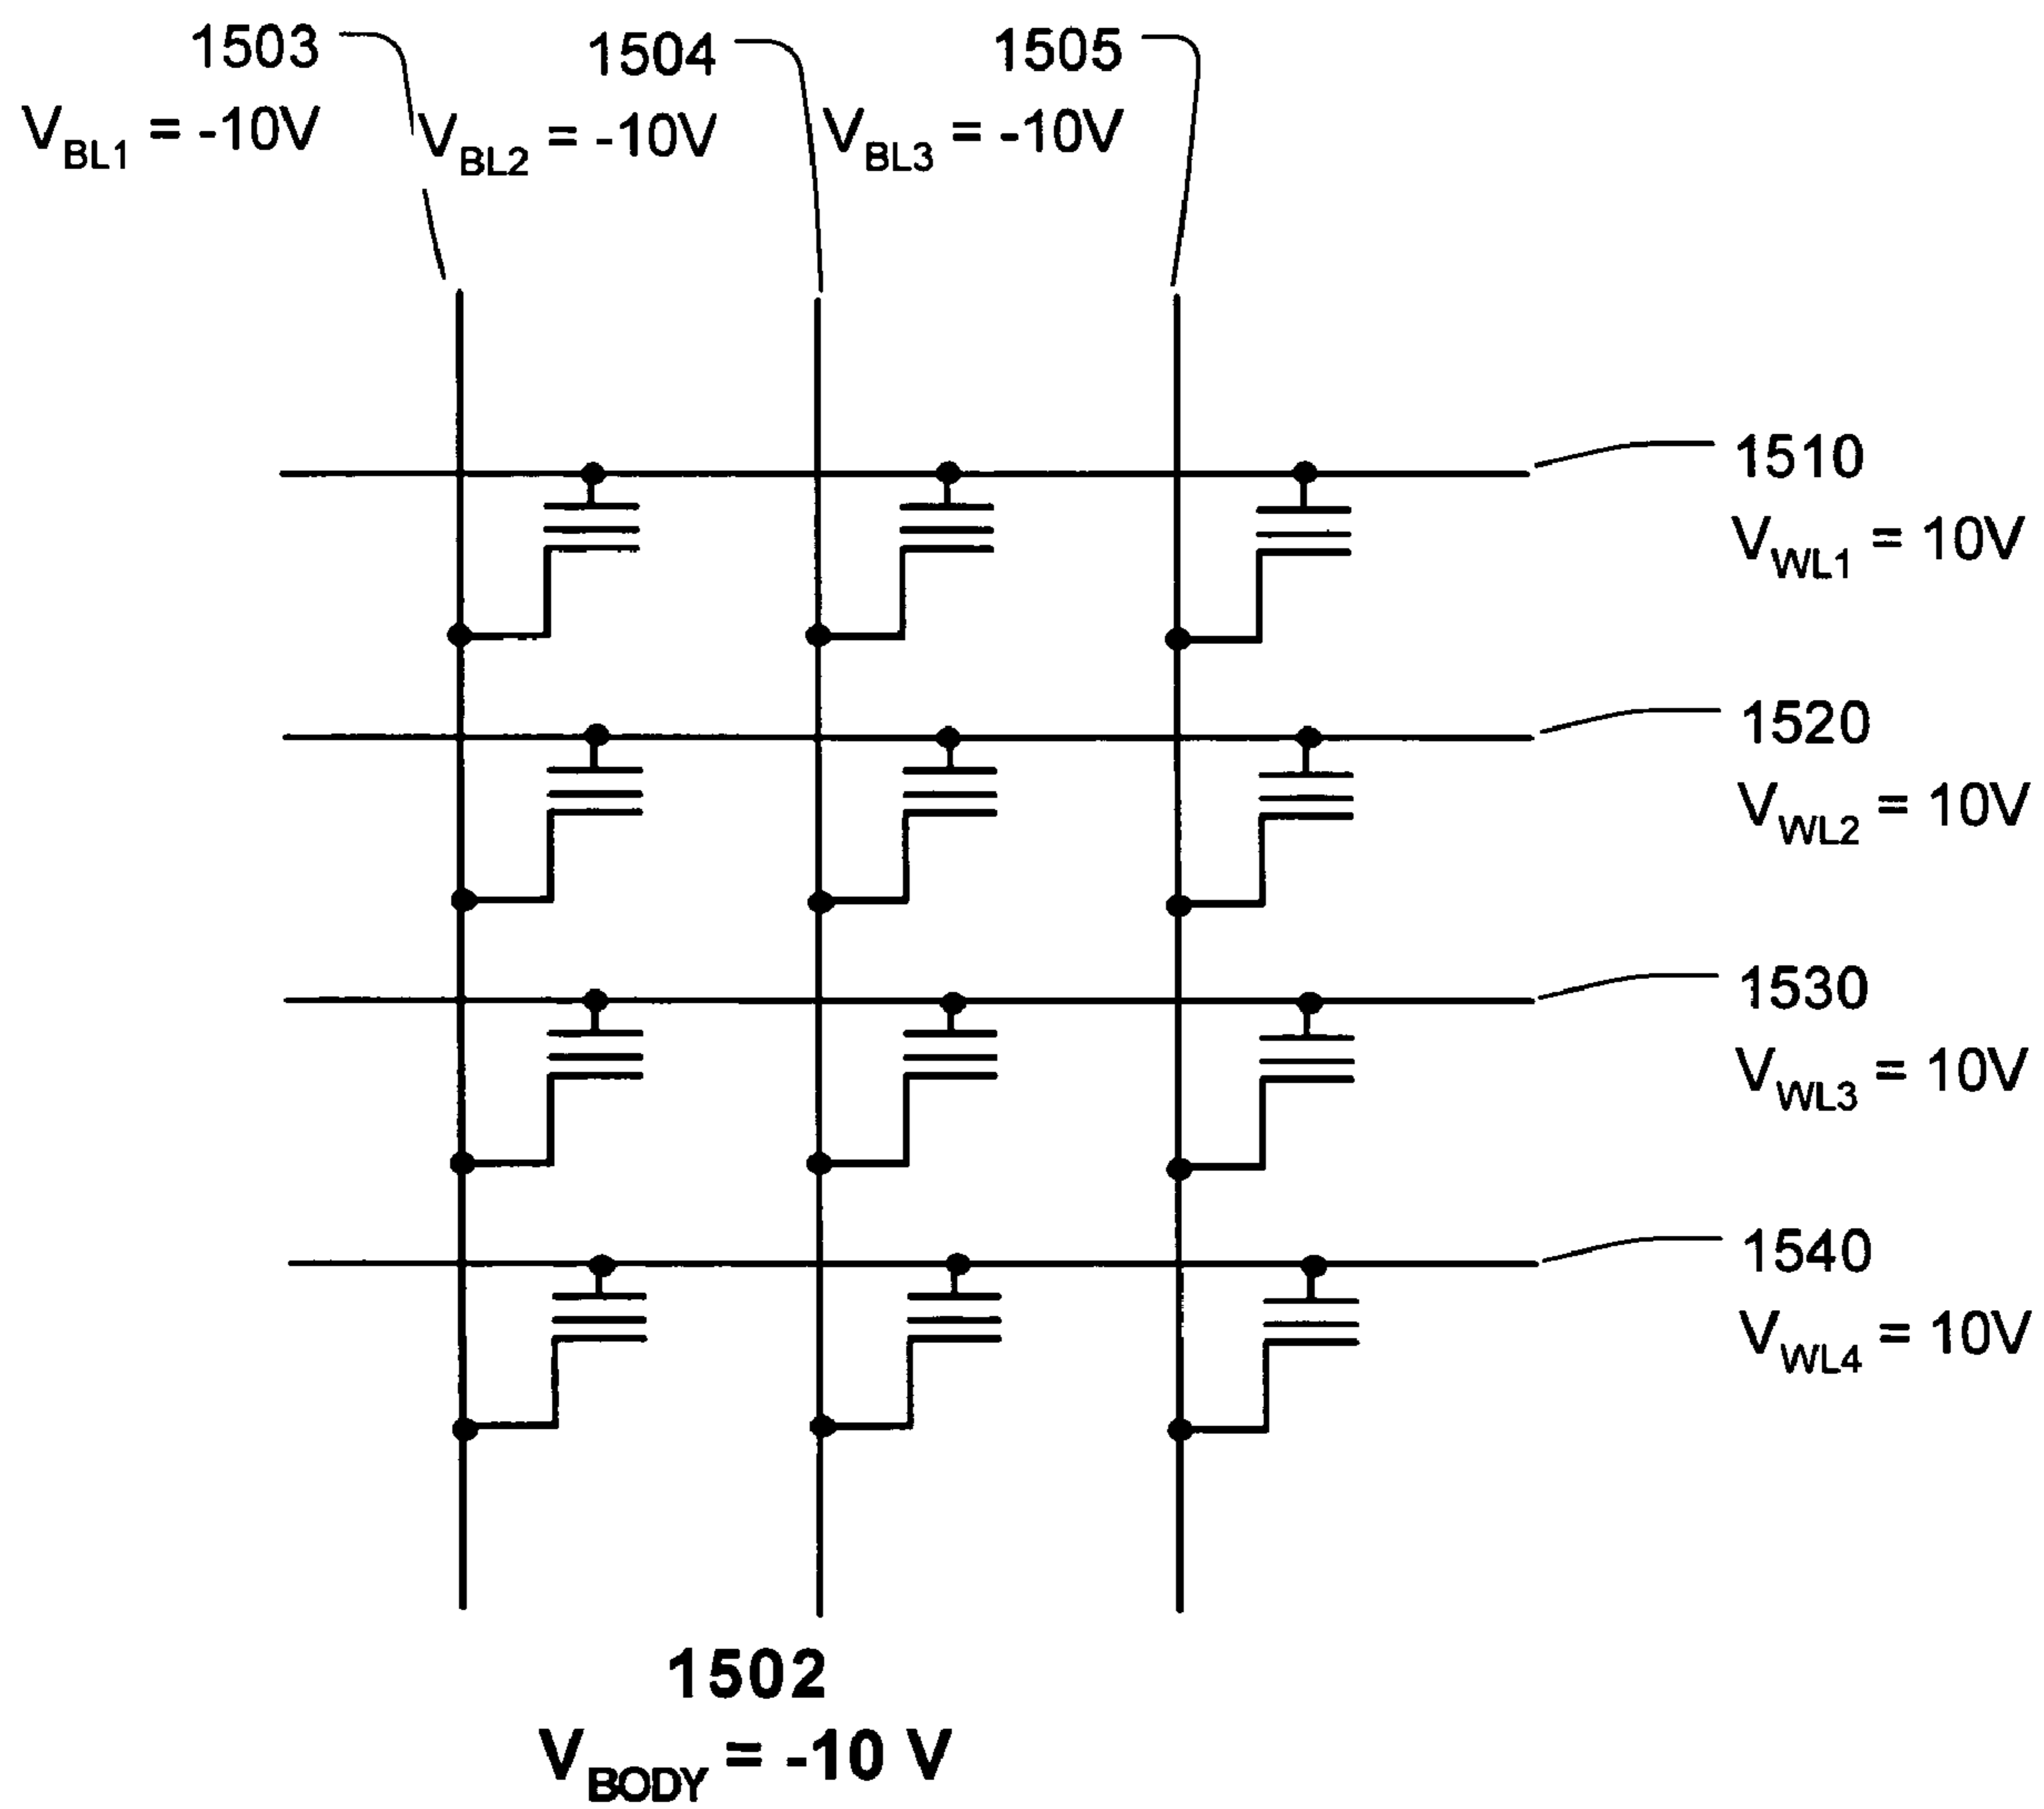 1503
V_BL1 = -10V
1504
V_BL2 = -10V
1505
V_BL3 = -10V
1510
V_WL1 = 10V
1520
V_WL2 = 10V
1530
V_WL3 = 10V
1540
V_WL4 = 10V
1502
V_BODY = -10 V